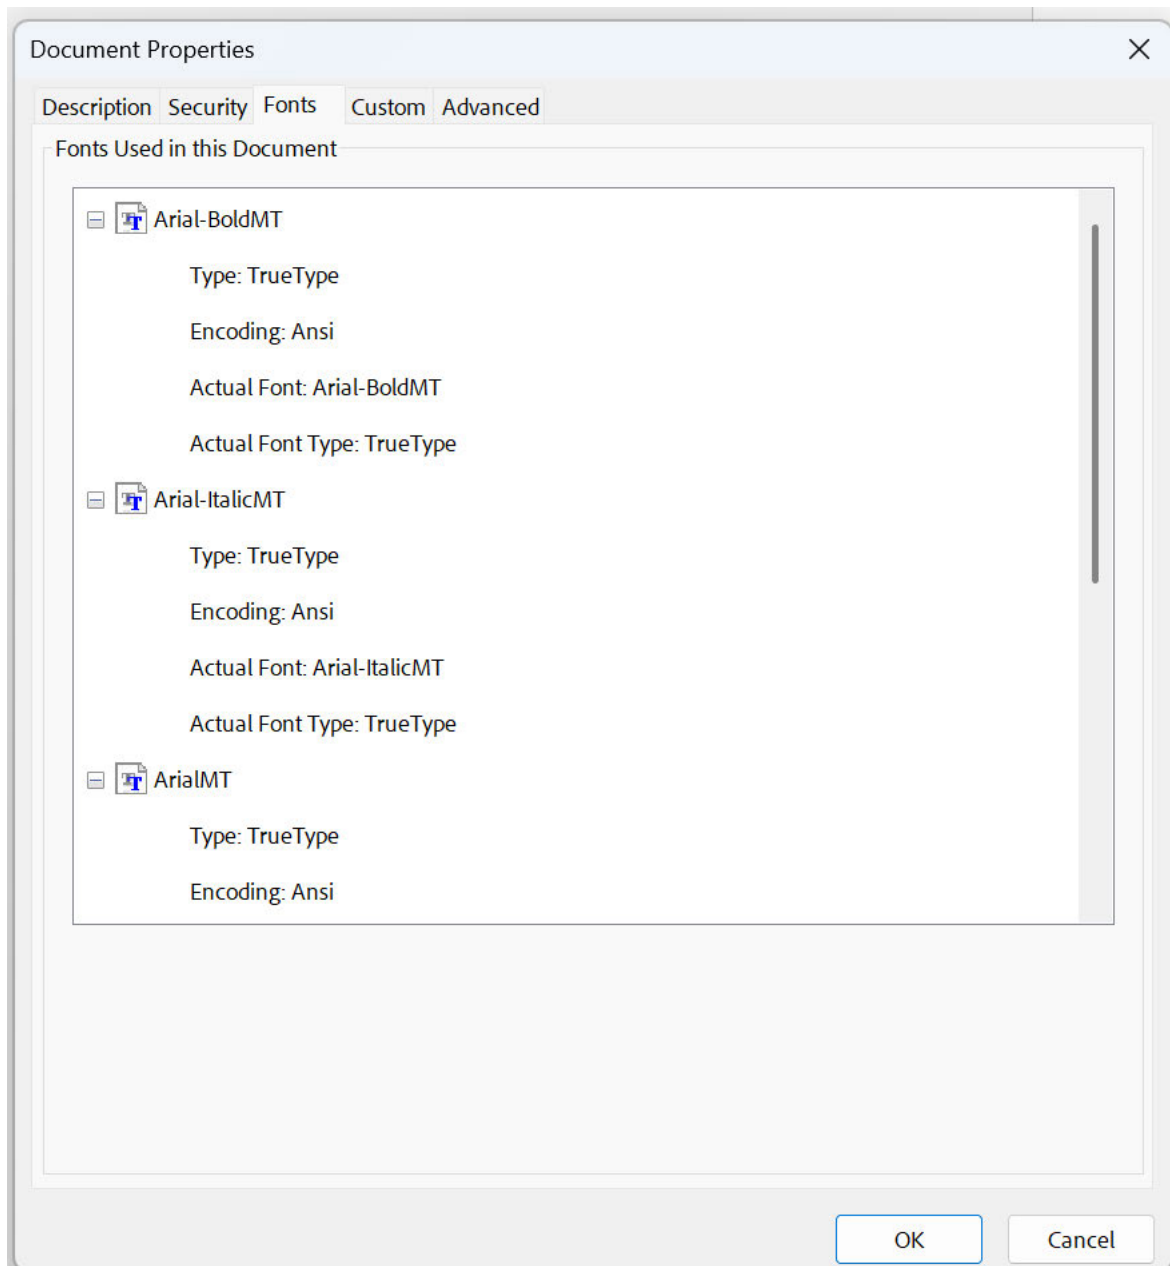 Document Properties
Description Security Fonts Custom Advanced
Fonts Used in this Document
Arial-BoldMT
Type: TrueType
Encoding: Ansi
Actual Font: Arial-BoldMT
Actual Font Type: TrueType
Arial-ItalicMT
Type: TrueType
Encoding: Ansi
Actual Font: Arial-ItalicMT
Actual Font Type: TrueType
ArialMT
Type: TrueType
Encoding: Ansi
OK Cancel